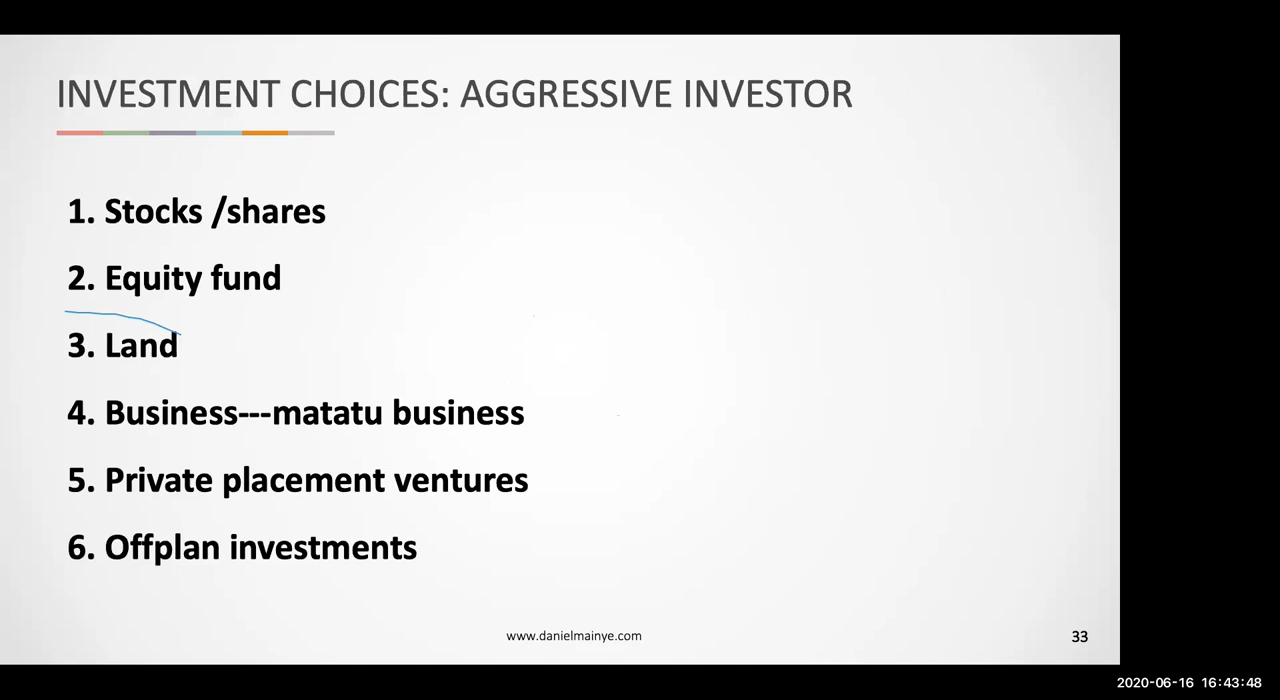 INVESTMENT CHOICES: AGGRESSIVE INVESTOR
1. Stocks /shares
2. Equity fund
3. Land
4. Business---matatu business
5. Private placement ventures
6. Offplan investments
www.danielmainye.com
33
2020-06-16 16:43:48